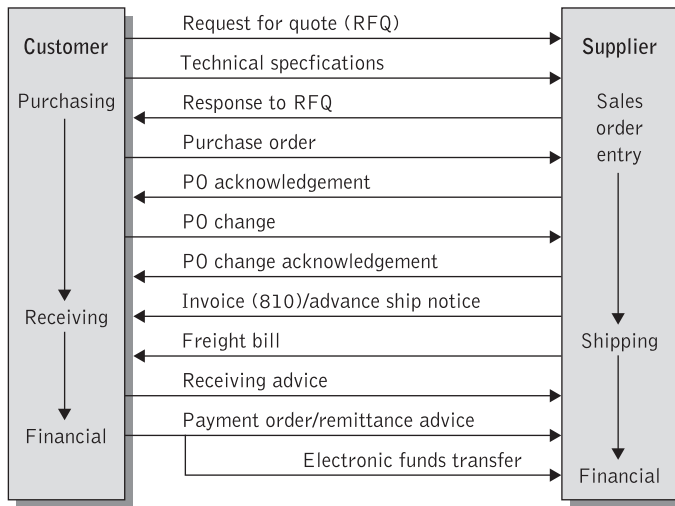 Customer
Purchasing
Receiving
Financial
Request for quote (RFQ)
Technical specfications
Response to RFQ
Purchase order
PO acknowledgement
PO change
PO change acknowledgement
Invoice (810)/advance ship notice
Freight bill
Receiving advice
Payment order/remittance advice
Electronic funds transfer
Supplier
Sales
order
entry
Shipping
Financial